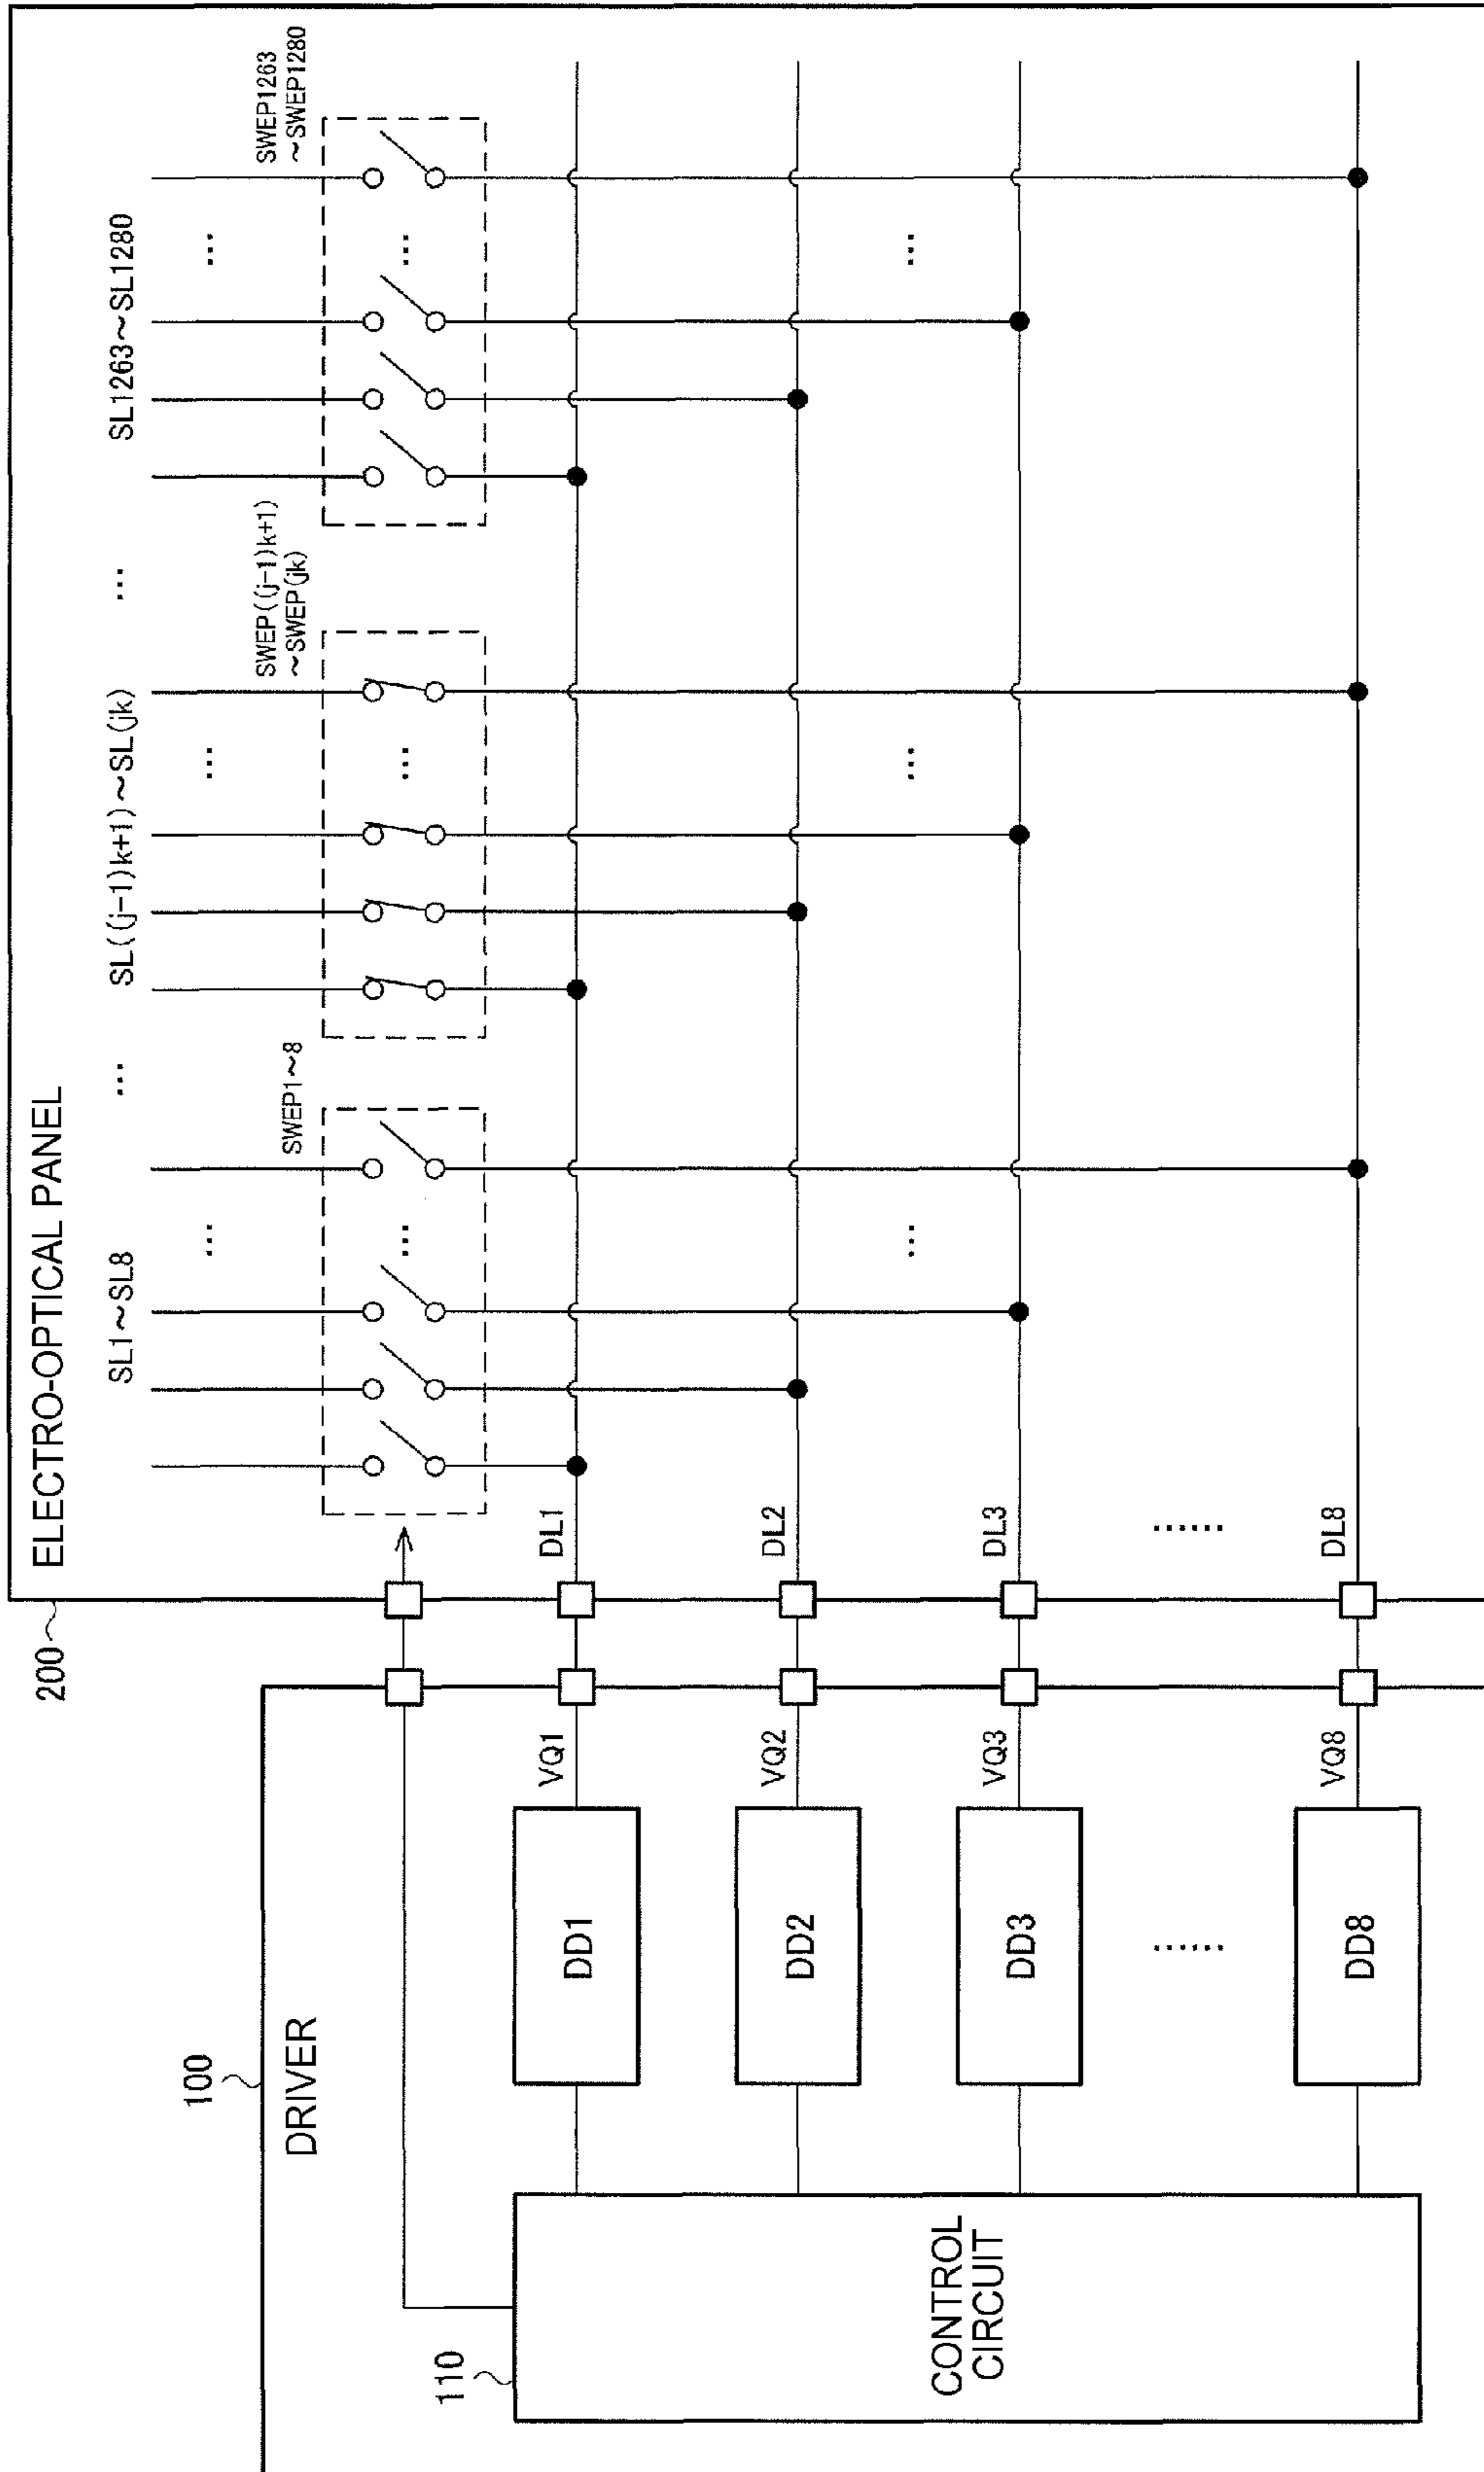 200
ELECTRO-OPTICAL PANEL
SL1~SL8
...
SL((j-1)k+1)~SL(jk)
...
SL1263~SL1280
...
...
...
SWEP1~8
SWEP((j-1)k+1)
~SWEP(jk)
SWEP1263
~SWEP1280
...
...
...
100
DRIVER
DD1
VQ1
DL1
DD2
VQ2
DL2
...
...
...
110
CONTROL
CIRCUIT
DD3
VQ3
DL3
......
......
DD8
VQ8
DL8